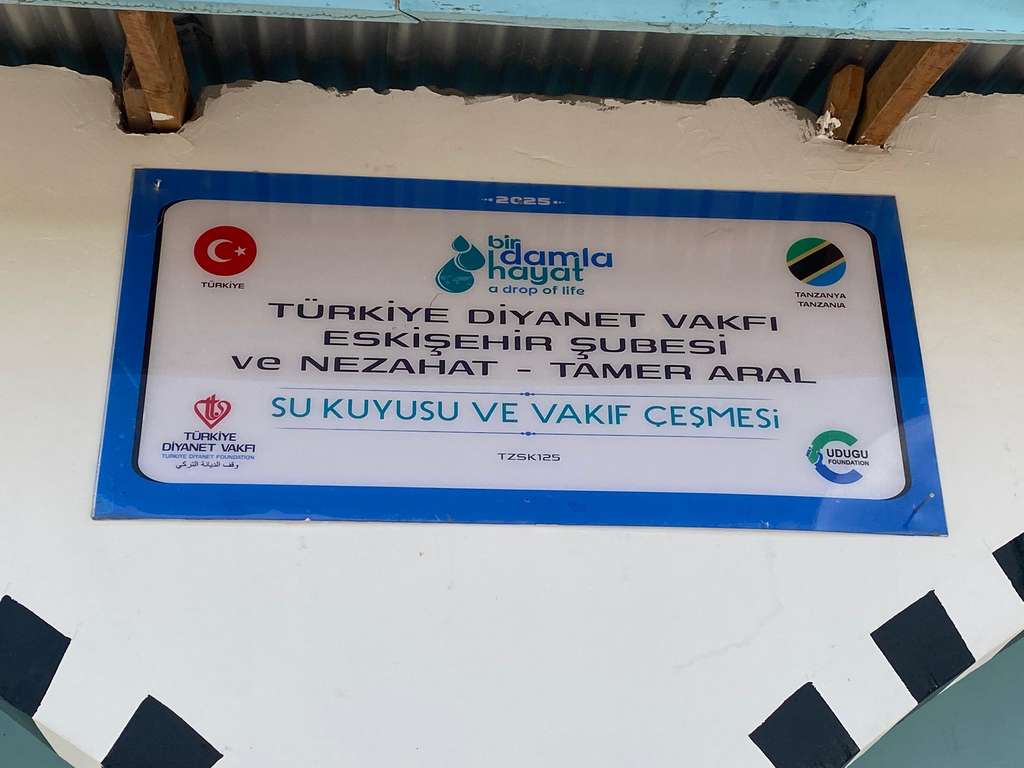 2025
TÜRKİYE
bir
damla
hayat
a drop of life
TANZANYA
TANZANIA
TÜRKİYE DİYANET VAKFI
ESKİŞEHİR ŞUBESİ
ve NEZAHAT - TAMER ARAL
SU KUYUSU VE VAKIF ÇEŞMESİ
TZSK125
TÜRKİYE
DİYANET VAKFI
TURKIYE DIYANET FOUNDATION
وقف الديانة التركي
UDUGU
FOUNDATION